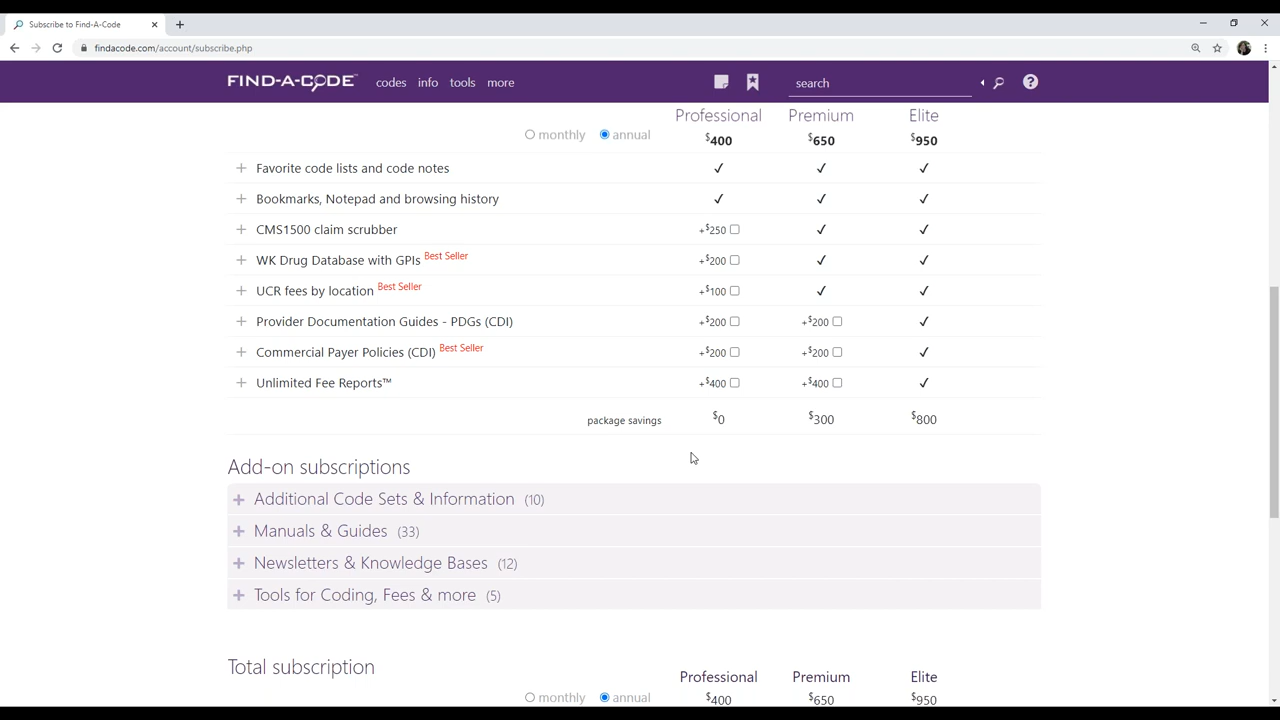 Subscribe to Find-A-Code
findacode.com/account/subscribe.php
FIND-A-CODE™ codes info tools more search
Professional Premium Elite
monthly annual $400 $650 $950
Favorite code lists and code notes ✓ ✓ ✓
Bookmarks, Notepad and browsing history ✓ ✓ ✓
CMS1500 claim scrubber +$250 ✓ ✓
WK Drug Database with GPIs Best Seller +$200 ✓ ✓
UCR fees by location Best Seller +$100 ✓ ✓
Provider Documentation Guides - PDGs (CDI) +$200 +$200 ✓
Commercial Payer Policies (CDI) Best Seller +$200 +$200 ✓
Unlimited Fee Reports™ +$400 +$400 ✓
package savings $0 $300 $800
Add-on subscriptions
+ Additional Code Sets & Information (10)
+ Manuals & Guides (33)
+ Newsletters & Knowledge Bases (12)
+ Tools for Coding, Fees & more (5)
Total subscription
Professional Premium Elite
monthly annual $400 $650 $950